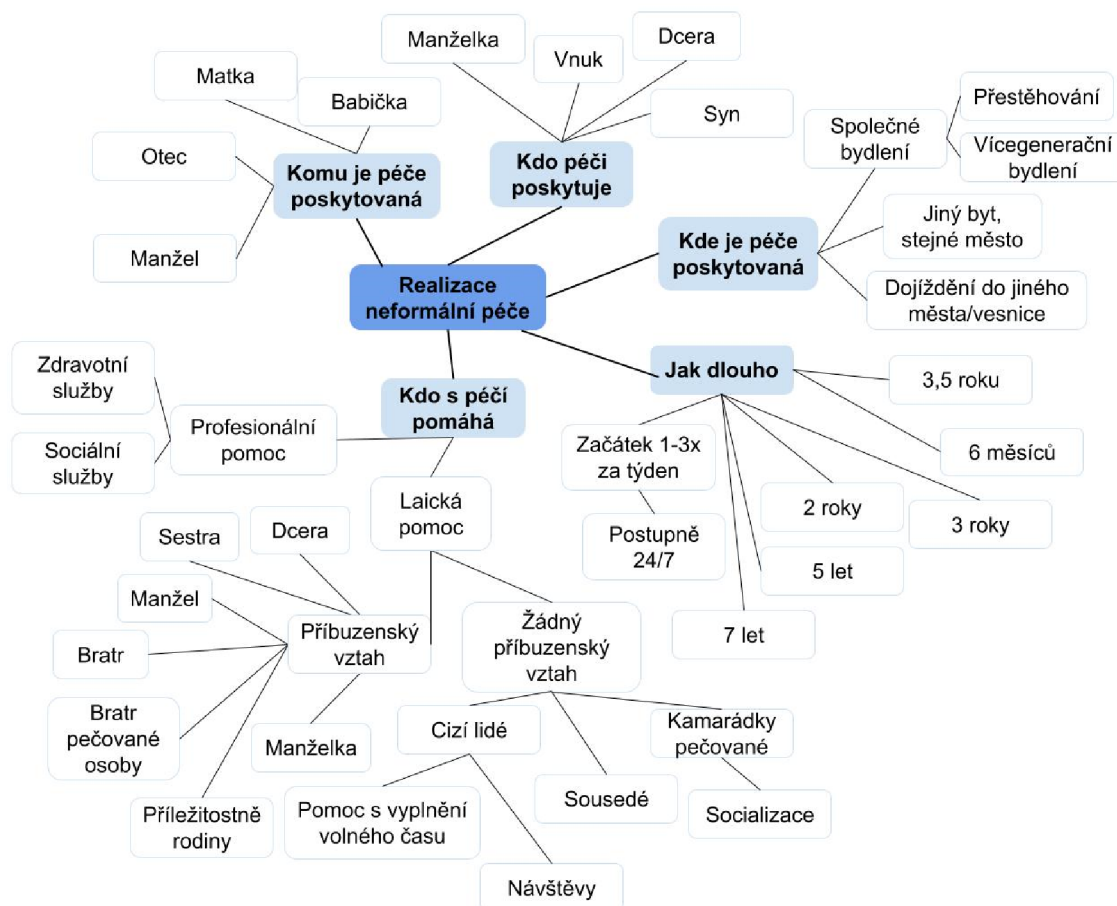 Manželka
Vnuk
Dcera
Matka
Babička
Syn
Přestěhování
Společné
bydlení
Vícegenerační
bydlení
Otec
Komu je péče
poskytovaná
Kdo péči
poskytuje
Manžel
Kde je péče
poskytovaná
Jiný byt,
stejné město
Realizace
neformální péče
Dojíždění do jiného
města/vesnice
Zdravotní
služby
Kdo s péčí
pomáhá
Jak dlouho
3,5 roku
Sociální
služby
Profesionální
pomoc
Začátek 1-3x
za týden
6 měsíců
Laická
pomoc
2 roky
3 roky
Sestra
Dcera
Postupně
24/7
5 let
Manžel
Příbuzenský
vztah
Žádný
příbuzenský
vztah
7 let
Bratr
Bratr
pečované
osoby
Manželka
Cizí lidé
Kamarádky
pečované
Příležitostně
rodiny
Pomoc s vyplnění
volného času
Sousedé
Socializace
Návštěvy